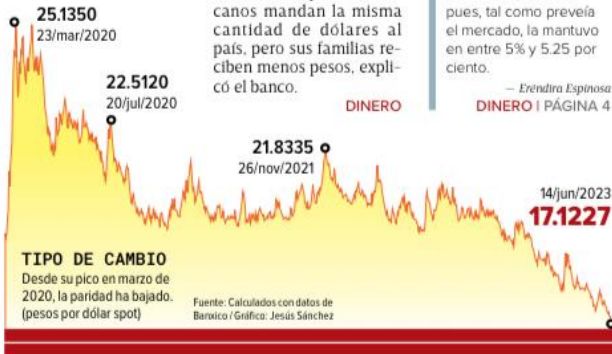 canos mandan la misma
cantidad de dólares al
país, pero sus familias re-
ciben menos pesos, expli-
có el banco.
DINERO
pues, tal como preveía
el mercado, la mantuvo
en entre 5% y 5.25 por
ciento.
— Eréndira Espinosa
DINERO | PÁGINA 4
25.1350
23/mar/2020
22.5120
20/jul/2020
21.8335
26/nov/2021
14/jun/2023
17.1227
TIPO DE CAMBIO
Desde su pico en marzo de
2020, la paridad ha bajado.
(pesos por dólar spot)
Fuente: Calculados con datos de
Banxico / Gráfico: Jesús Sánchez